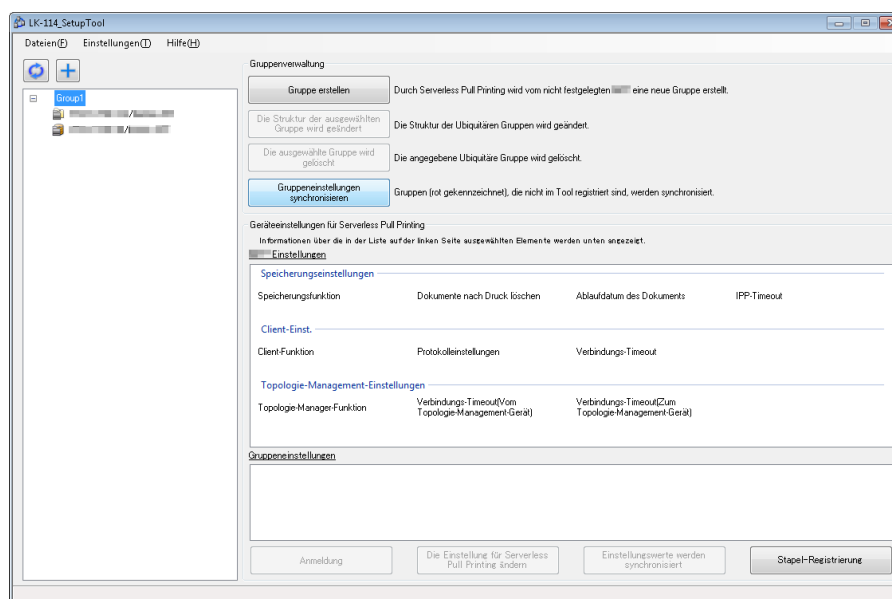 LK-114_SetupTool
Dateien(F) Einstellungen(T) Hilfe(H)
Group1
Gruppenverwaltung
Gruppe erstellen
Durch Serverless Pull Printing wird vom nicht festgelegten eine neue Gruppe erstellt.
Die Struktur der ausgewählten
Gruppe wird geändert
Die Struktur der Ubiquitären Gruppen wird geändert.
Die ausgewählte Gruppe wird
gelöscht
Die angegebene Ubiquitäre Gruppe wird gelöscht.
Gruppeneinstellungen
synchronisieren
Gruppen (rot gekennzeichnet), die nicht im Tool registriert sind, werden synchronisiert.
Geräteeinstellungen für Serverless Pull Printing
Informationen über die in der Liste auf der linken Seite ausgewählten Elemente werden unten angezeigt.
Einstellungen
Speicherungseinstellungen
Speicherungsfunktion Dokumente nach Druck löschen Ablaufdatum des Dokuments IPP-Timeout
Client-Einst.
Client-Funktion Protokolleinstellungen Verbindungs-Timeout
Topologie-Management-Einstellungen
Topologie-Manager-Funktion
Verbindungs-Timeout(Vom
Topologie-Management-Gerät)
Verbindungs-Timeout(Zum
Topologie-Management-Gerät)
Gruppeneinstellungen
Anmeldung
Die Einstellung für Serverless
Pull Printing ändern
Einstellungswerte werden
synchronisiert
Stapel-Registrierung